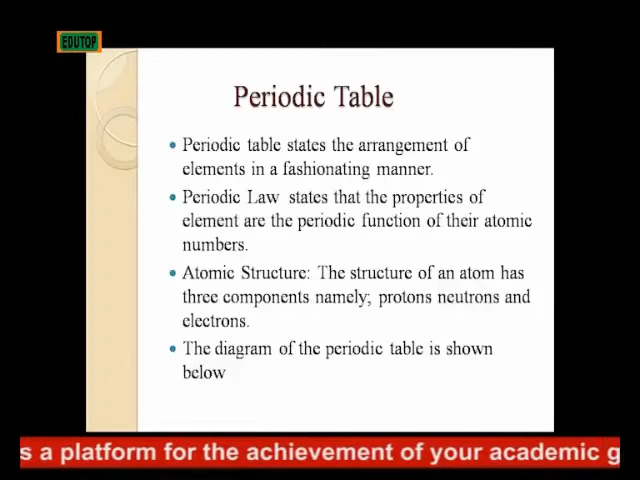 EDUTOP
Periodic Table
• Periodic table states the arrangement of
elements in a fashionating manner.
• Periodic Law states that the properties of
element are the periodic function of their atomic
numbers.
• Atomic Structure: The structure of an atom has
three components namely; protons neutrons and
electrons.
• The diagram of the periodic table is shown
below
s a platform for the achievement of your academic g